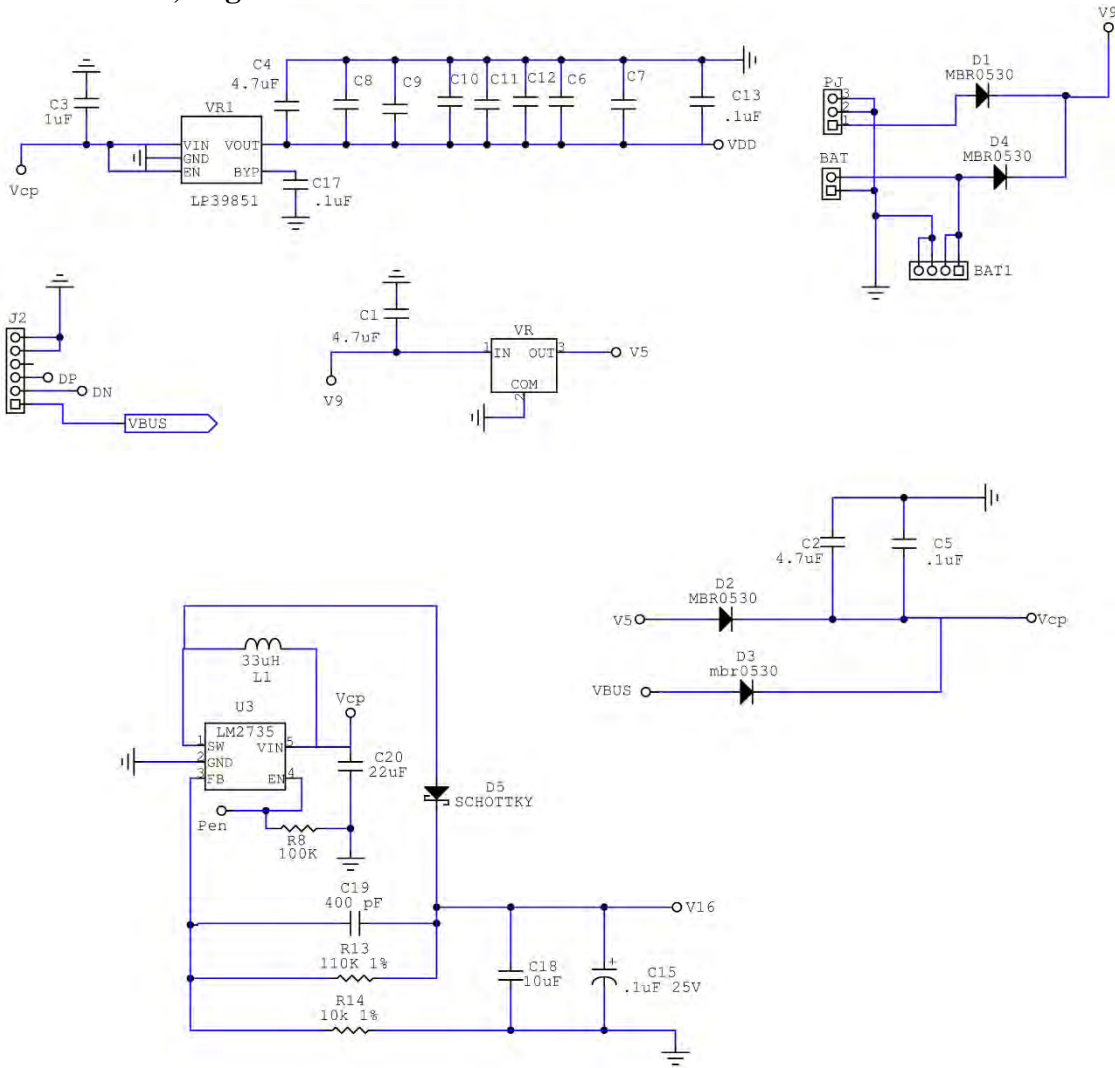 V9
C4
4.7uF
C8
C9
C10
C11
C12
C6
C7
C13
.1uF
C3
1uF
VR1
VIN
GND
EN
VOUT
BYP
LP39851
C17
.1uF
VDD
Vcp
PJ
3
2
1
D1
MBR0530
BAT
D4
MBR0530
BAT1
J2
DP
DN
VBUS
C1
4.7uF
V9
VR
1
IN
OUT
3
COM
2
V5
C2
4.7uF
C5
.1uF
D2
MBR0530
V5
Vcp
D3
mbr0530
VBUS
33uH
L1
U3
LM2735
1
SW
2
GND
3
FB
VIN
5
EN
4
Vcp
C20
22uF
Pen
R8
100K
D5
SCHOTTKY
C19
400 pF
V16
R13
110K 1%
R14
10k 1%
C18
10uF
+
C15
.1uF 25V